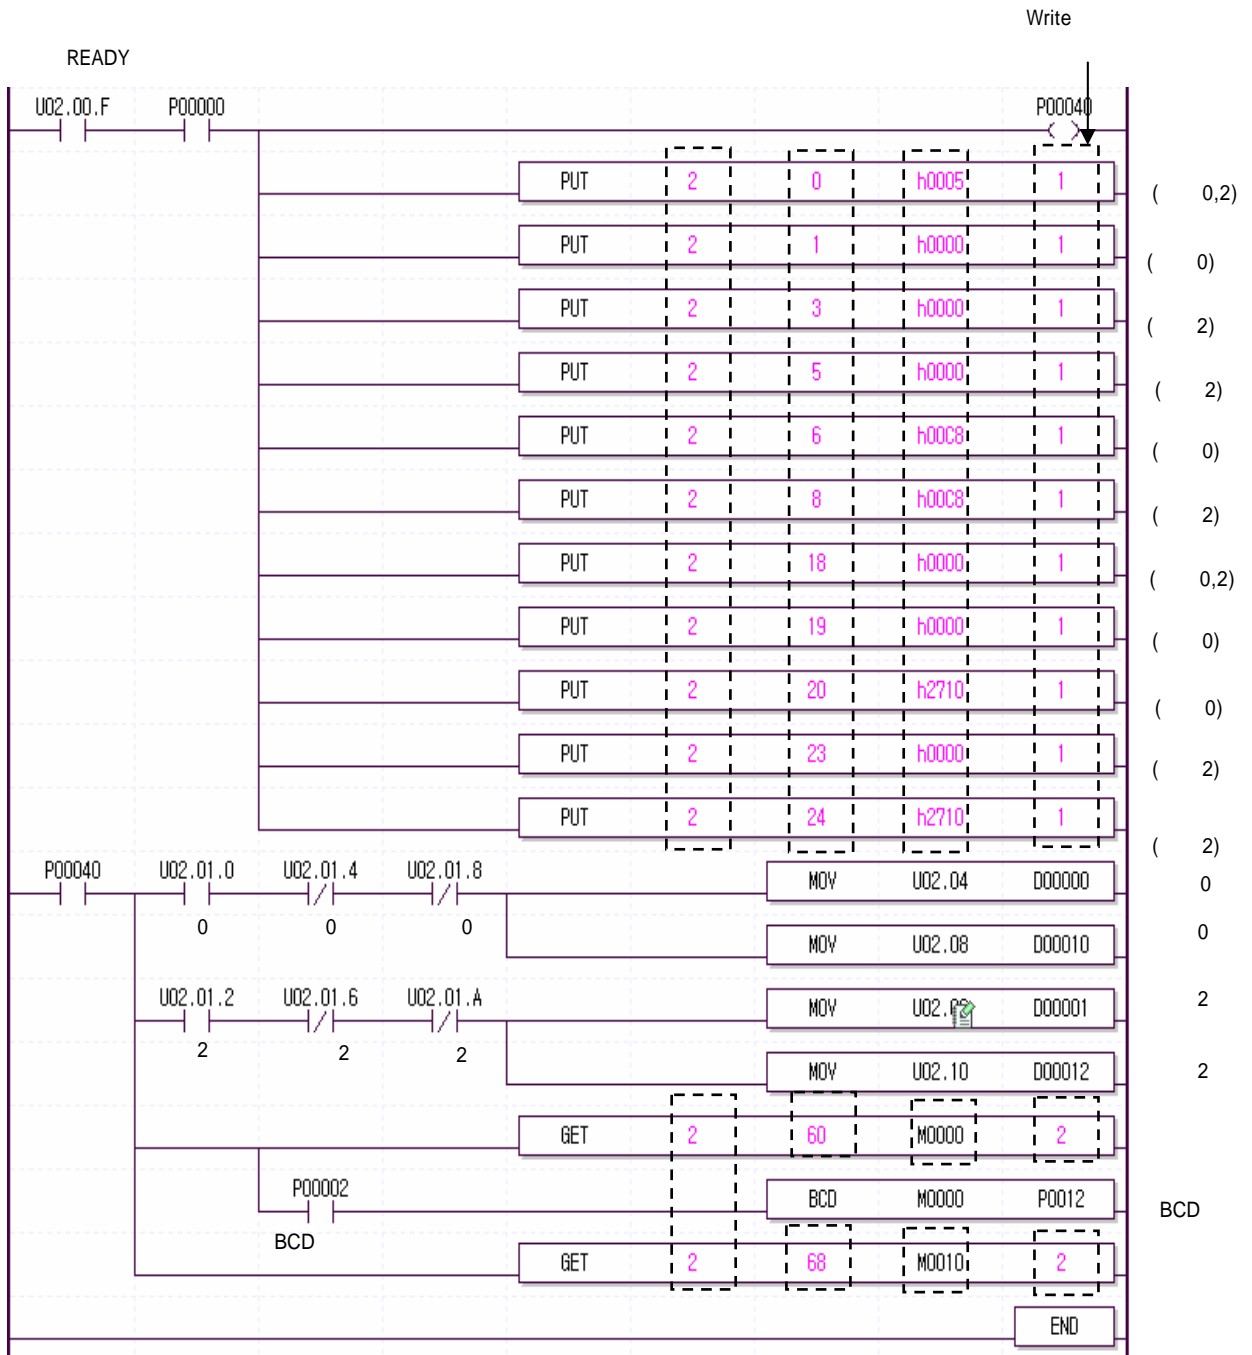 Write
READY
U02.00.F P00000 P00040
PUT 2 0 h0005 1 ( 0,2)
PUT 2 1 h0000 1 ( 0)
PUT 2 3 h0000 1 ( 2)
PUT 2 5 h0000 1 ( 2)
PUT 2 6 h00C8 1 ( 0)
PUT 2 8 h00C8 1 ( 2)
PUT 2 18 h0000 1 ( 0,2)
PUT 2 19 h0000 1 ( 0)
PUT 2 20 h2710 1 ( 0)
PUT 2 23 h0000 1 ( 2)
PUT 2 24 h2710 1 ( 2)
P00040 U02.01.0 U02.01.4 U02.01.8 MOV U02.04 D00000 0
0 0 0
MOV U02.08 D00010 0
U02.01.2 U02.01.6 U02.01.A MOV D00001 2
2 2 2
MOV U02.10 D00012 2
GET 2 60 M0000 2
P00002 BCD M0000 P0012 BCD
BCD
GET 2 68 M0010 2
END